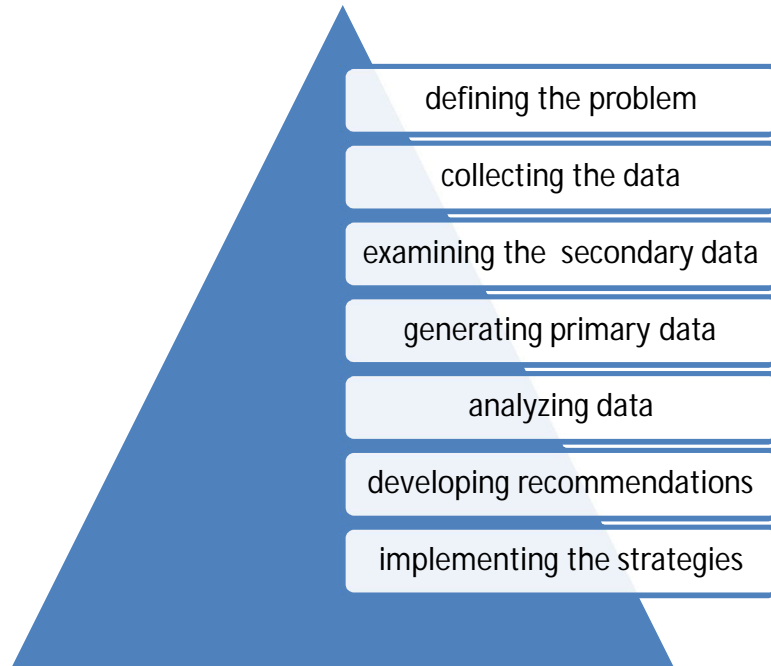 defining the problem
collecting the data
examining the secondary data
generating primary data
analyzing data
developing recommendations
implementing the strategies